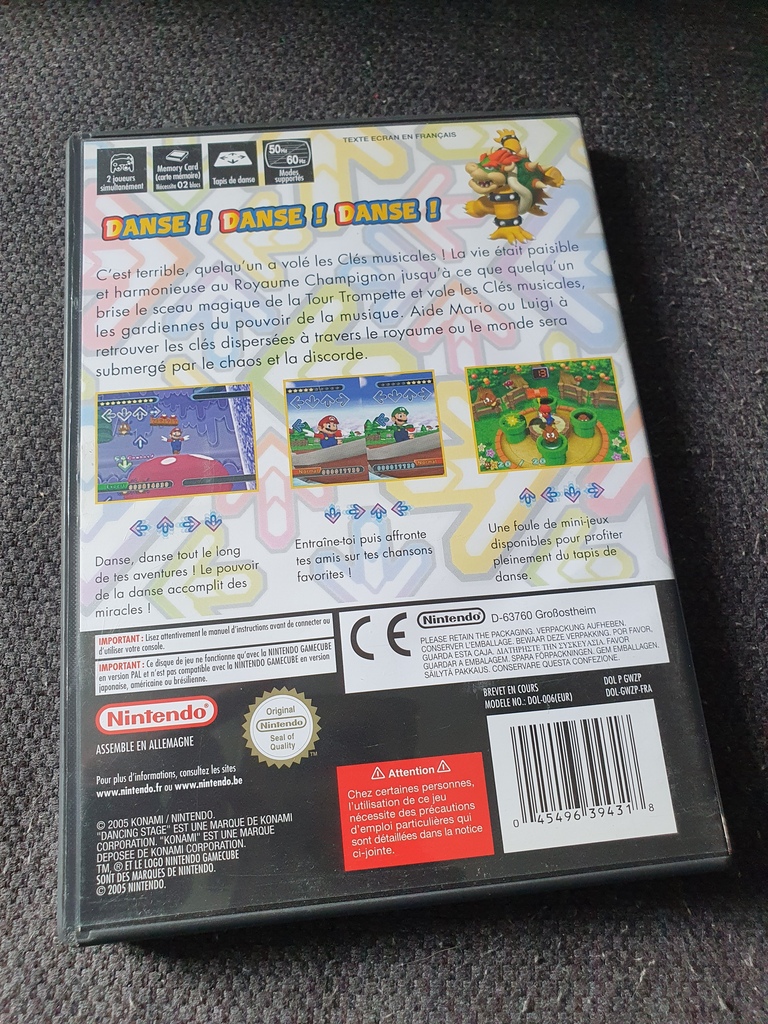 TEXTE ECRAN EN FRANÇAIS
2 joueurs
simultanément
Memory Card
(carte mémoire)
Nécessite 02 blocs
Tapis de danse
50Hz
60Hz
Modes
supportés
DANSE ! DANSE ! DANSE !
C'est terrible, quelqu'un a volé les Clés musicales ! La vie était paisible
et harmonieuse au Royaume Champignon jusqu'à ce que quelqu'un
brise le sceau magique de la Tour Trompette et vole les Clés musicales,
les gardiennes du pouvoir de la musique. Aide Mario ou Luigi à
retrouver les clés dispersées à travers le royaume ou le monde sera
submergé par le chaos et la discorde.
Danse, danse tout le long
de tes aventures ! Le pouvoir
de la danse accomplit des
miracles !
Entraîne-toi puis affronte
tes amis sur tes chansons
favorites !
Une foule de mini-jeux
disponibles pour profiter
pleinement du tapis de
danse.
IMPORTANT : Lisez attentivement le manuel d'instructions avant de connecter ou
d'utiliser votre console.
IMPORTANT : Ce disque de jeu ne fonctionne qu'avec la NINTENDO GAMECUBE
en version PAL et n'est pas compatible avec la NINTENDO GAMECUBE en version
japonaise, américaine ou brésilienne.
CE
Nintendo
D-63760 Großostheim
PLEASE RETAIN THE PACKAGING. VERPACKUNG AUFHEBEN.
CONSERVER L'EMBALLAGE. BEWAAR DEZE VERPAKKING. POR FAVOR,
GUARDA ESTA CAJA. ΔΙΑΤΗΡΗΣΤΕ ΤΗΝ ΣΥΣΚΕΥΑΣΙΑ. FAVOR
GUARDAR A EMBALAGEM. SPARA FÖRPACKNINGEN. GEM EMBALLAGEN.
SÄILYTÄ PAKKAUS. CONSERVARE QUESTA CONFEZIONE.
Nintendo
ASSEMBLE EN ALLEMAGNE
Original
Nintendo
Seal of
Quality
TM
BREVET EN COURS
MODELE NO.: DOL-006(EUR)
DOL P GWZP
DOL-GWZP-FRA
Pour plus d'informations, consultez les sites
www.nintendo.fr ou www.nintendo.be
© 2005 KONAMI / NINTENDO.
"DANCING STAGE" EST UNE MARQUE DE KONAMI
CORPORATION. "KONAMI" EST UNE MARQUE
DEPOSEE DE KONAMI CORPORATION.
TM, ® ET LE LOGO NINTENDO GAMECUBE
SONT DES MARQUES DE NINTENDO.
© 2005 NINTENDO.
Attention
Chez certaines personnes,
l'utilisation de ce jeu
nécessite des précautions
d'emploi particulières qui
sont détaillées dans la notice
ci-jointe.
0 45496 39431 8